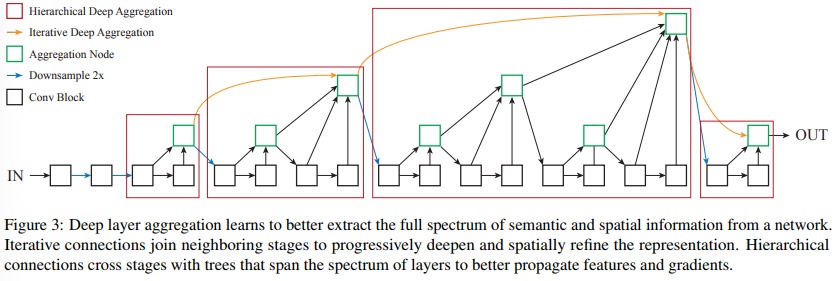 Hierarchical Deep Aggregation
Iterative Deep Aggregation
Aggregation Node
Downsample 2x
Conv Block
IN
OUT
Figure 3: Deep layer aggregation learns to better extract the full spectrum of semantic and spatial information from a network.
Iterative connections join neighboring stages to progressively deepen and spatially refine the representation. Hierarchical
connections cross stages with trees that span the spectrum of layers to better propagate features and gradients.